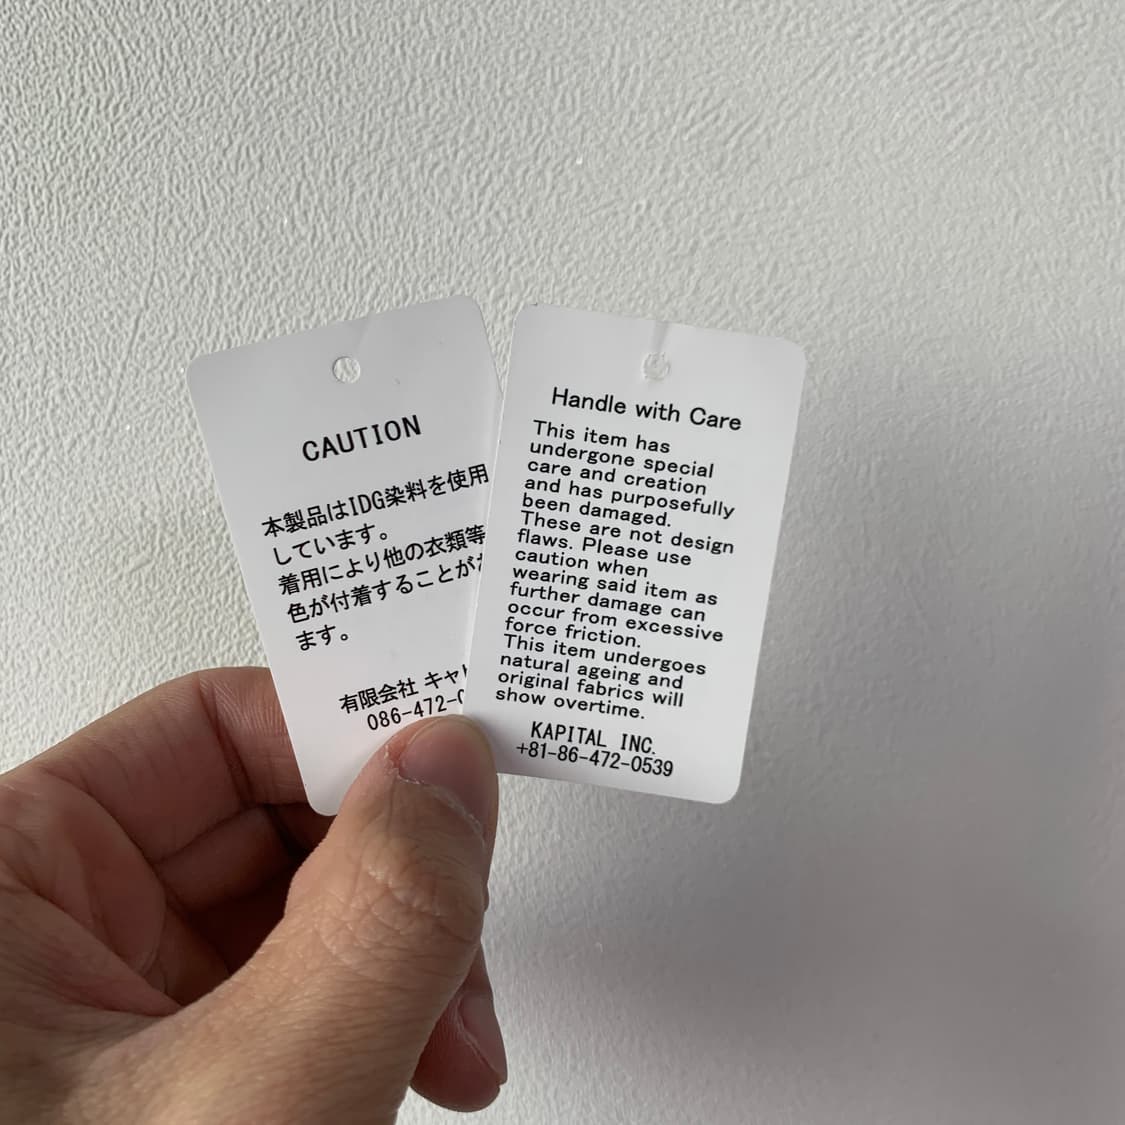 CAUTION
本製品はIDG染料を使用
しています。
着用により他の衣類等
色が付着することが
ます。
有限会社 キャ
086-472-0
Handle with Care
This item has
undergone special
care and creation
and has purposefully
been damaged.
These are not design
flaws. Please use
caution when
wearing said item as
further damage can
occur from excessive
force friction.
This item undergoes
natural ageing and
original fabrics will
show overtime.
KAPITAL INC.
+81-86-472-0539